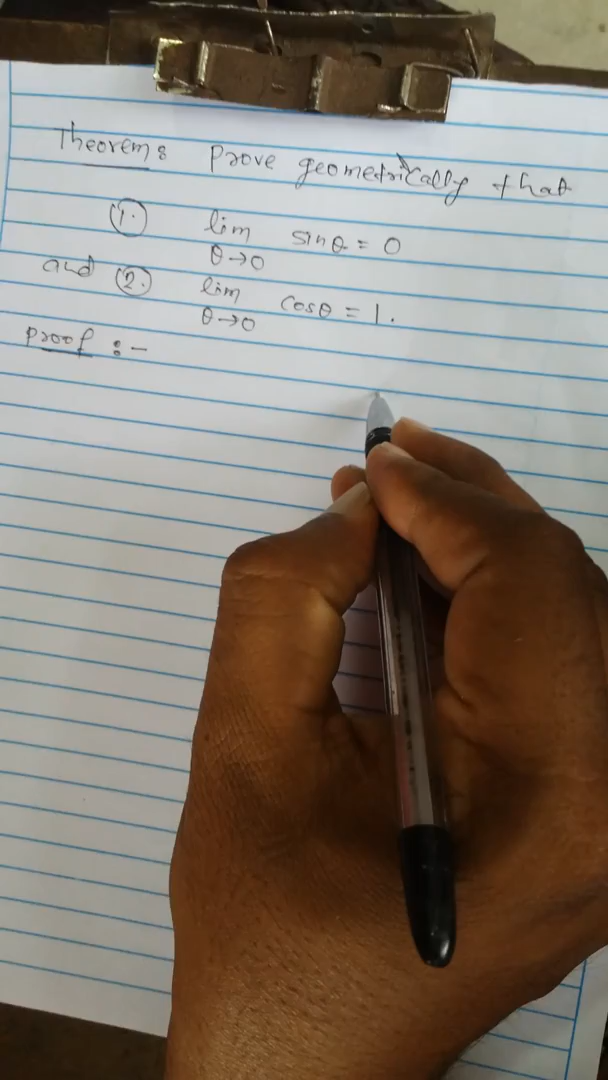 Theorem: Prove geometrically that
(1.) lim sinθ = 0
θ→0
and (2.) lim cosθ = 1.
θ→0
Proof :-